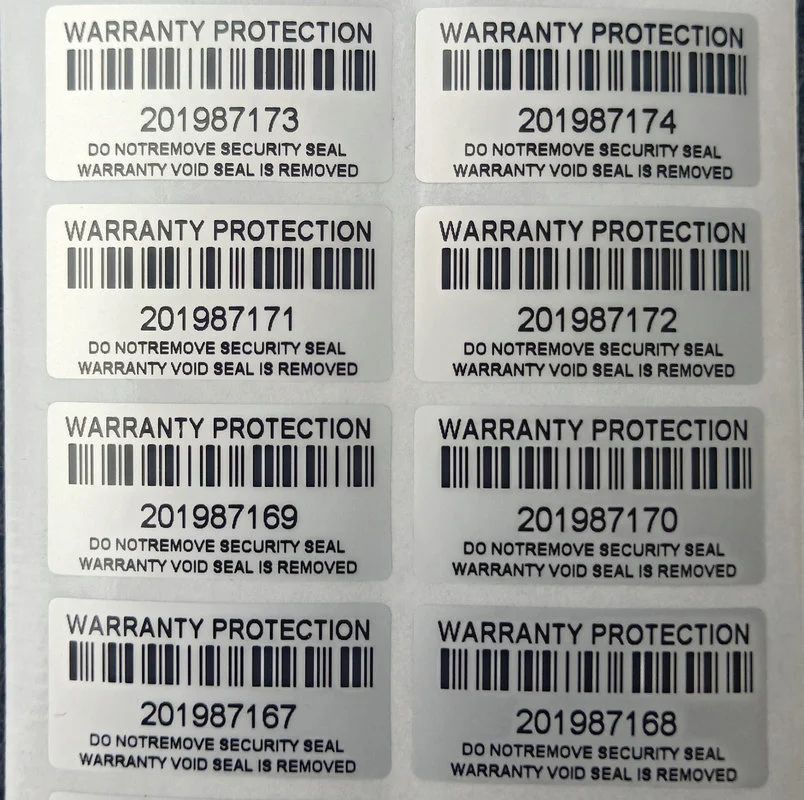 WARRANTY PROTECTION
201987173
DO NOTREMOVE SECURITY SEAL
WARRANTY VOID SEAL IS REMOVED
WARRANTY PROTECTION
201987174
DO NOTREMOVE SECURITY SEAL
WARRANTY VOID SEAL IS REMOVED
WARRANTY PROTECTION
201987171
DO NOTREMOVE SECURITY SEAL
WARRANTY VOID SEAL IS REMOVED
WARRANTY PROTECTION
201987172
DO NOTREMOVE SECURITY SEAL
WARRANTY VOID SEAL IS REMOVED
WARRANTY PROTECTION
201987169
DO NOTREMOVE SECURITY SEAL
WARRANTY VOID SEAL IS REMOVED
WARRANTY PROTECTION
201987170
DO NOTREMOVE SECURITY SEAL
WARRANTY VOID SEAL IS REMOVED
WARRANTY PROTECTION
201987167
DO NOTREMOVE SECURITY SEAL
WARRANTY VOID SEAL IS REMOVED
WARRANTY PROTECTION
201987168
DO NOTREMOVE SECURITY SEAL
WARRANTY VOID SEAL IS REMOVED